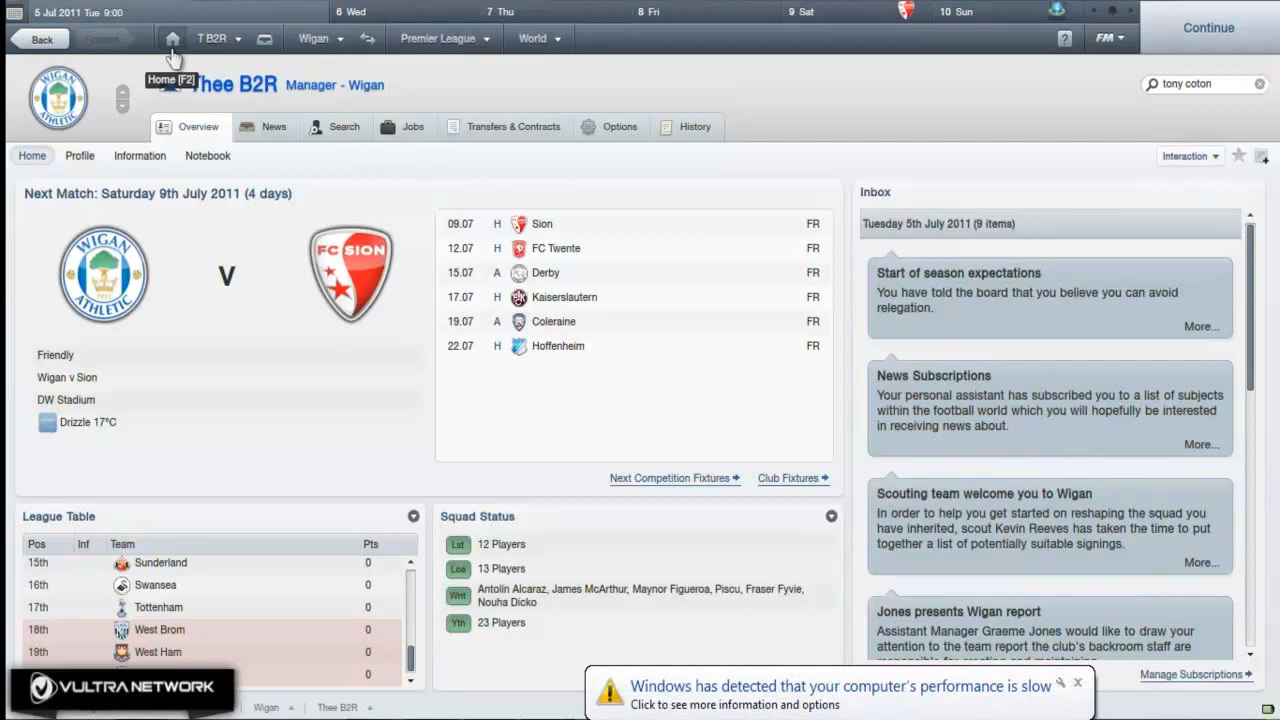 5 Jul 2011 Tue 9:00
6 Wed
7 Thu
8 Fri
9 Sat
10 Sun
Continue
Back
T B2R
Wigan
Premier League
World
?
FM
Home [F2]
Thee B2R
Manager - Wigan
tony coton
WIGAN
ATHLETIC
Overview
News
Search
Jobs
Transfers & Contracts
Options
History
Home
Profile
Information
Notebook
Interaction
Next Match: Saturday 9th July 2011 (4 days)
WIGAN
ATHLETIC
V
FC SION
Friendly
Wigan v Sion
DW Stadium
Drizzle 17°C
09.07 H Sion FR
12.07 H FC Twente FR
15.07 A Derby FR
17.07 H Kaiserslautern FR
19.07 A Coleraine FR
22.07 H Hoffenheim FR
Next Competition Fixtures
Club Fixtures
Inbox
Tuesday 5th July 2011 (9 items)
Start of season expectations
You have told the board that you believe you can avoid
relegation.
More...
News Subscriptions
Your personal assistant has subscribed you to a list of subjects
within the football world which you will hopefully be interested
in receiving news about.
More...
Scouting team welcome you to Wigan
In order to help you get started on reshaping the squad you
have inherited, scout Kevin Reeves has taken the time to put
together a list of potentially suitable signings.
More...
Jones presents Wigan report
Assistant Manager Graeme Jones would like to draw your
attention to the team report the club's backroom staff are
Manage Subscriptions
League Table
Pos Inf Team Pts
15th Sunderland 0
16th Swansea 0
17th Tottenham 0
18th West Brom 0
19th West Ham 0
0
Squad Status
Lst 12 Players
Loa 13 Players
Wnt Antolín Alcaraz, James McArthur, Maynor Figueroa, Piscu, Fraser Fyvie,
Nouha Dicko
Yth 23 Players
VULTRA NETWORK
Wigan
Thee B2R
Windows has detected that your computer's performance is slow
Click to see more information and options